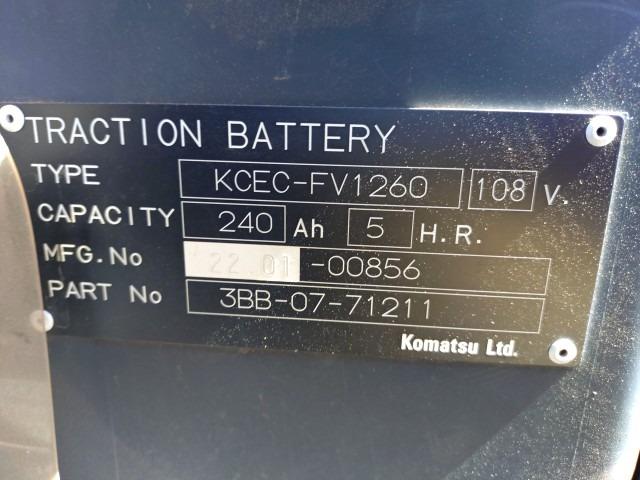 TRACTION BATTERY
TYPE KCEC-FV1260 108 V.
CAPACITY 240 Ah 5 H.R.
MFG.No 22 01 -00856
PART No 3BB-07-71211
Komatsu Ltd.